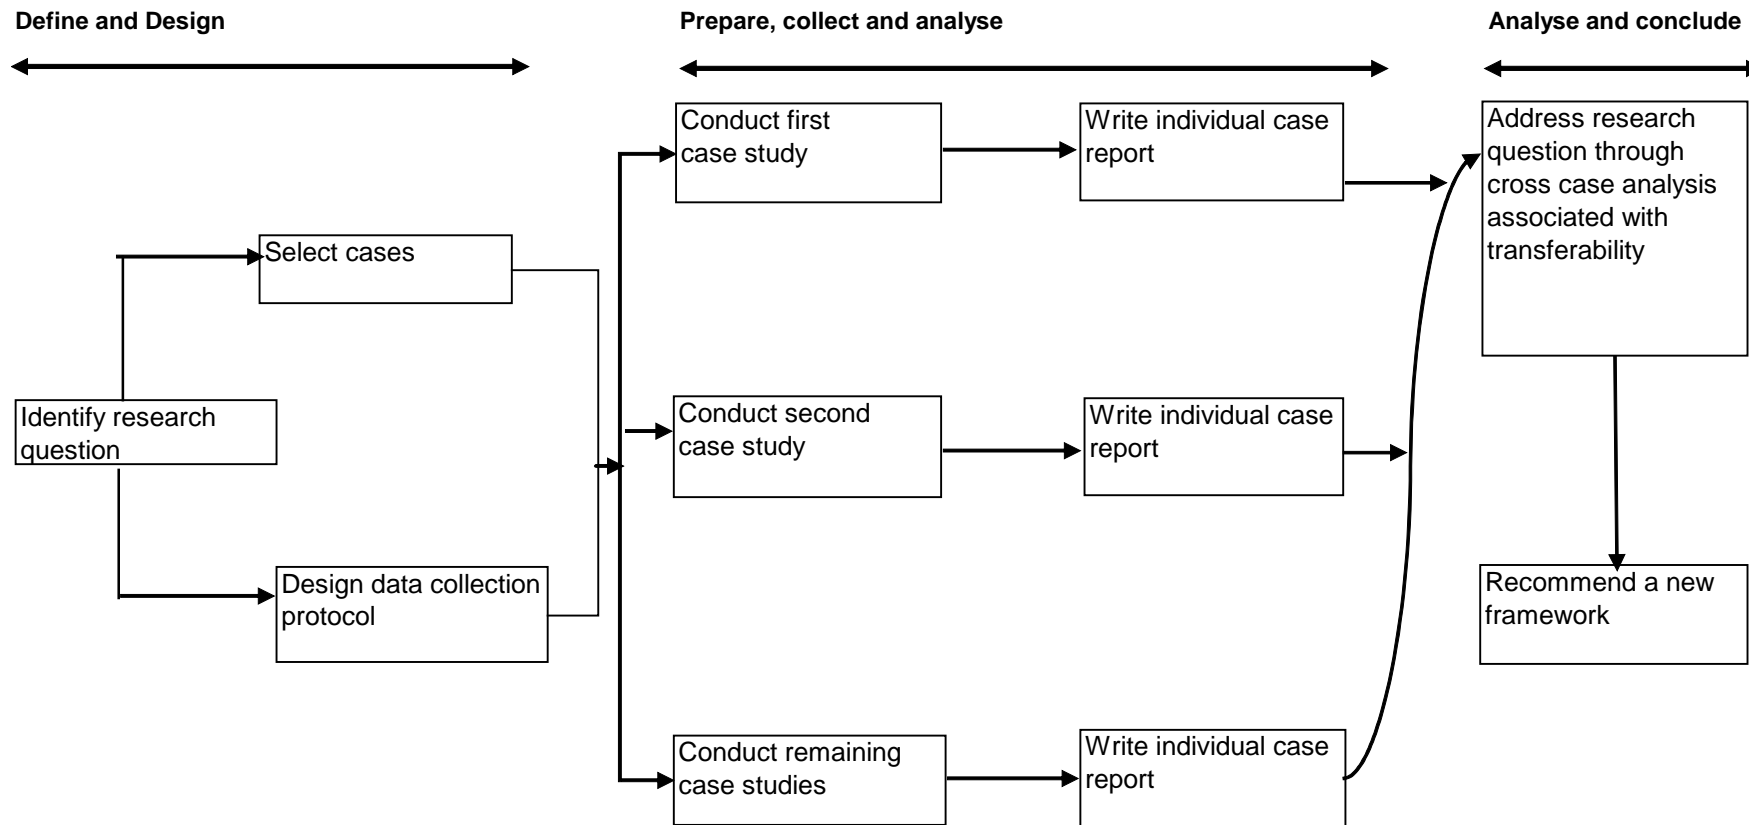 Define and Design
Prepare, collect and analyse
Analyse and conclude
Identify research
question
Select cases
Design data collection
protocol
Conduct first
case study
Write individual case
report
Conduct second
case study
Write individual case
report
Conduct remaining
case studies
Write individual case
report
Address research
question through
cross case analysis
associated with
transferability
Recommend a new
framework